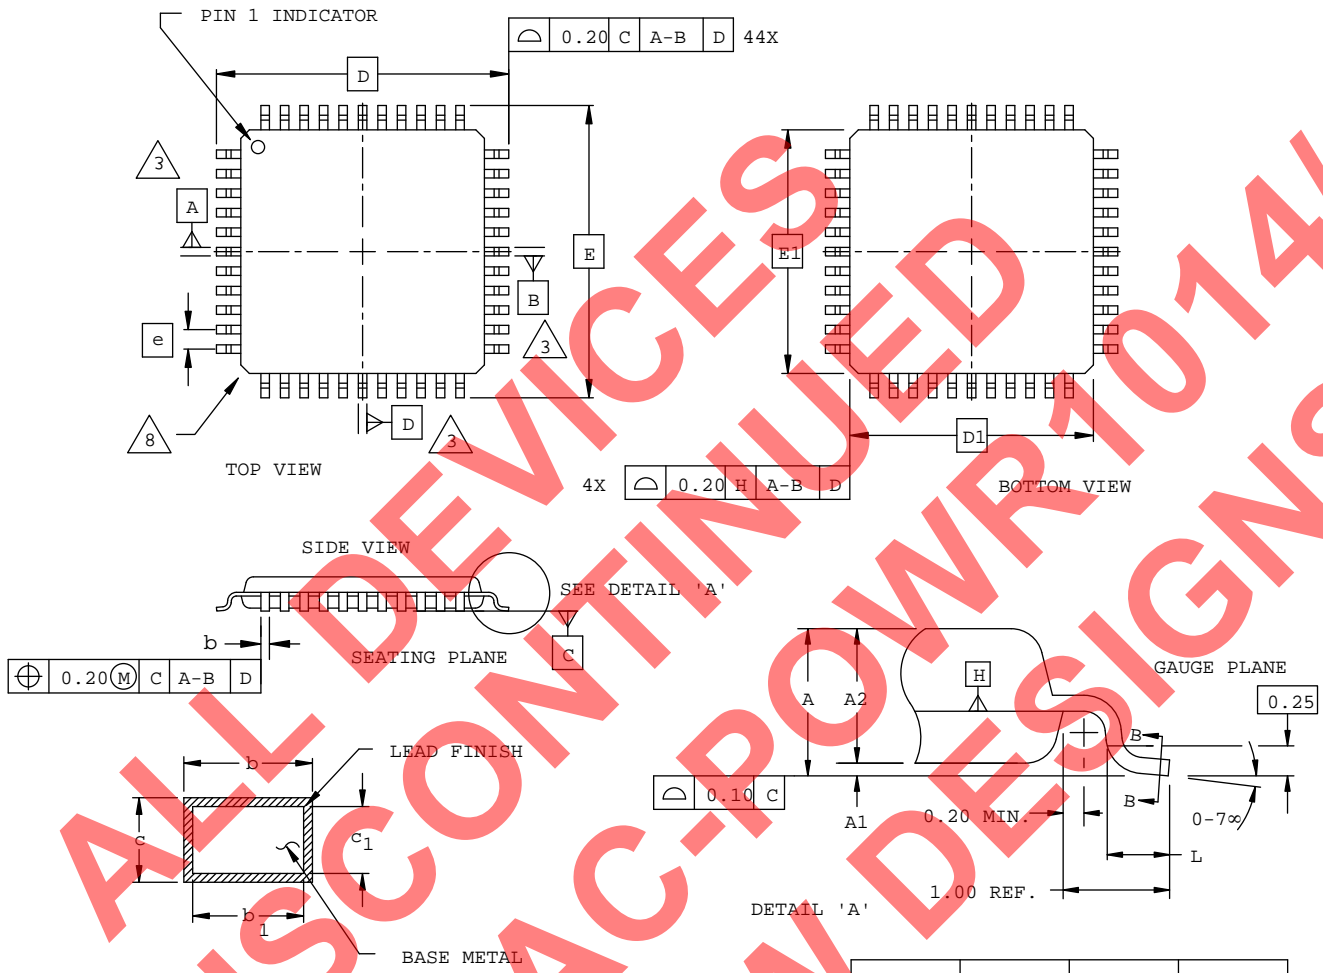 PIN 1 INDICATOR
0.20 C A-B D 44X
D
3
A
E
E1
B
e
3
8
D
3
D1
TOP VIEW
4X 0.20 H A-B D
BOTTOM VIEW
SIDE VIEW
SEE DETAIL 'A'
b
SEATING PLANE
C
0.20 M C A-B D
GAUGE PLANE
H
A
A2
0.25
B
LEAD FINISH
b
0.10 C
A1
0.20 MIN.
B
0-7∞
c
c1
L
1.00 REF.
b1
DETAIL 'A'
BASE METAL
ALL DEVICES
DISCONTINUED
PAC-POWR1014/
DESIGNS